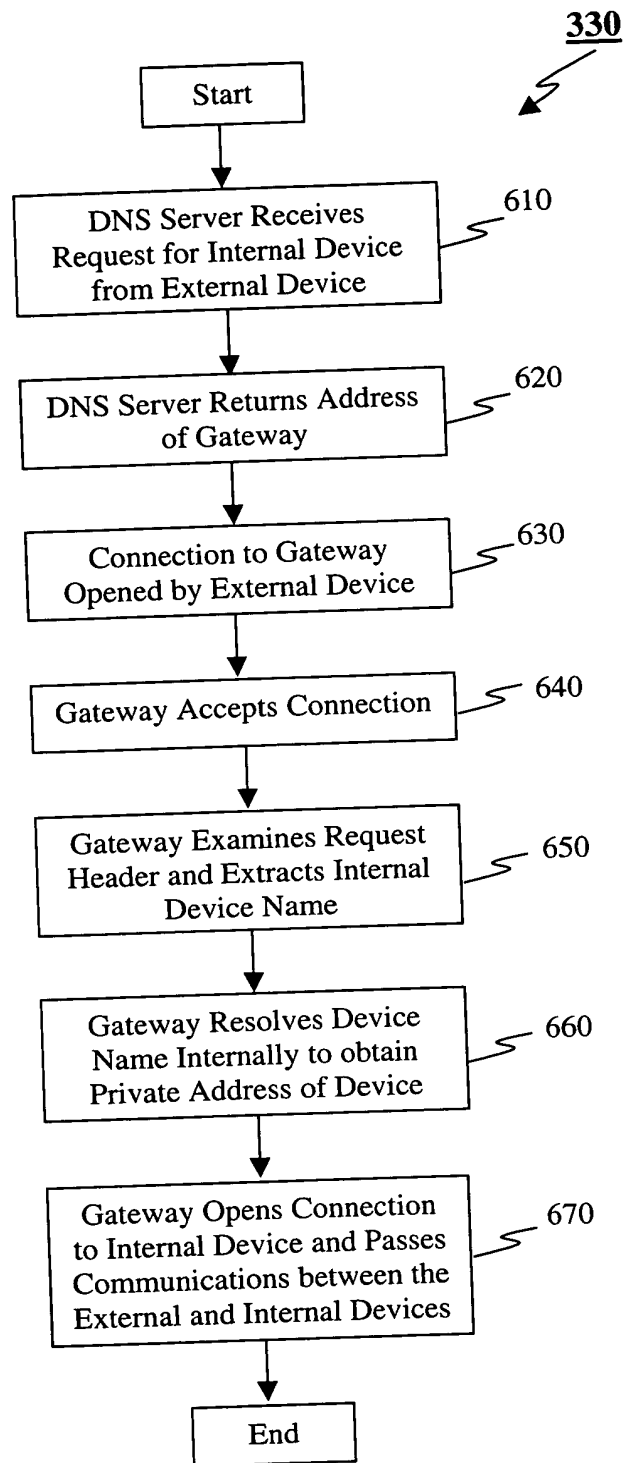 330
Start
DNS Server Receives
Request for Internal Device
from External Device
610
DNS Server Returns Address
of Gateway
620
Connection to Gateway
Opened by External Device
630
Gateway Accepts Connection
640
Gateway Examines Request
Header and Extracts Internal
Device Name
650
Gateway Resolves Device
Name Internally to obtain
Private Address of Device
660
Gateway Opens Connection
to Internal Device and Passes
Communications between the
External and Internal Devices
670
End